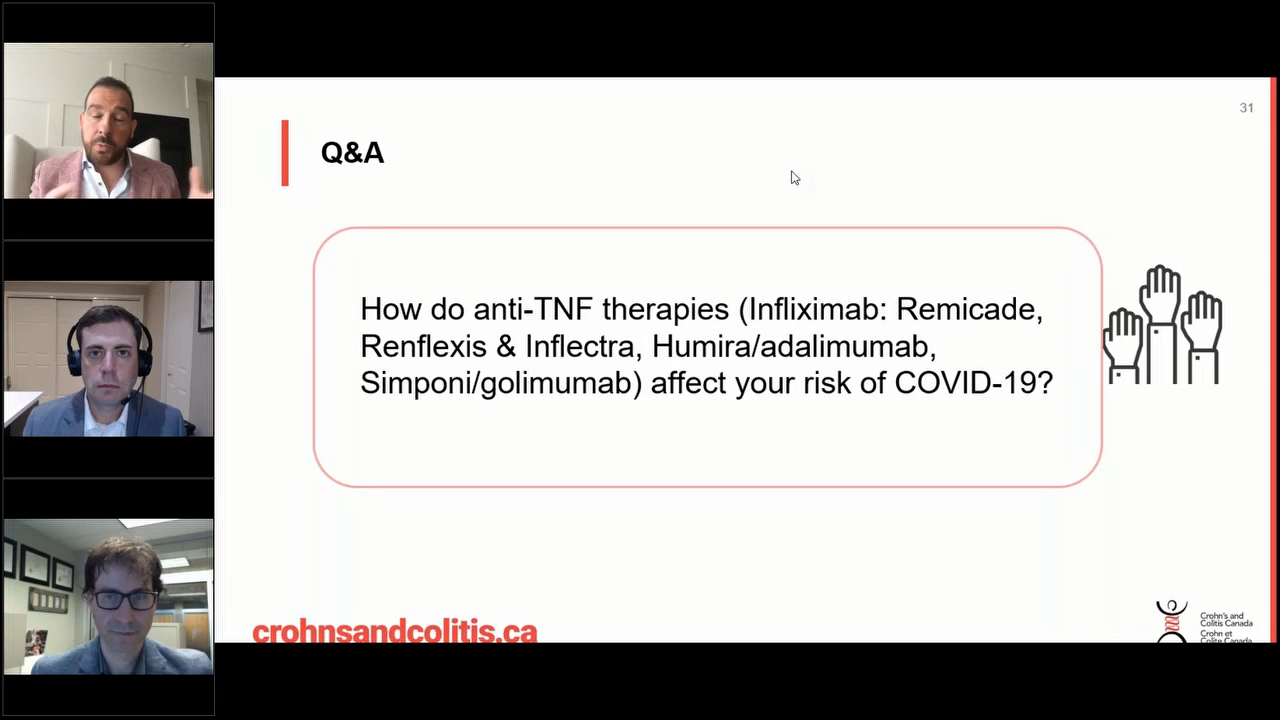 31
Q&A
How do anti-TNF therapies (Infliximab: Remicade,
Renflexis & Inflectra, Humira/adalimumab,
Simponi/golimumab) affect your risk of COVID-19?
crohnsandcolitis.ca
Crohn's and
Colitis Canada
Crohn et
Colite Canada